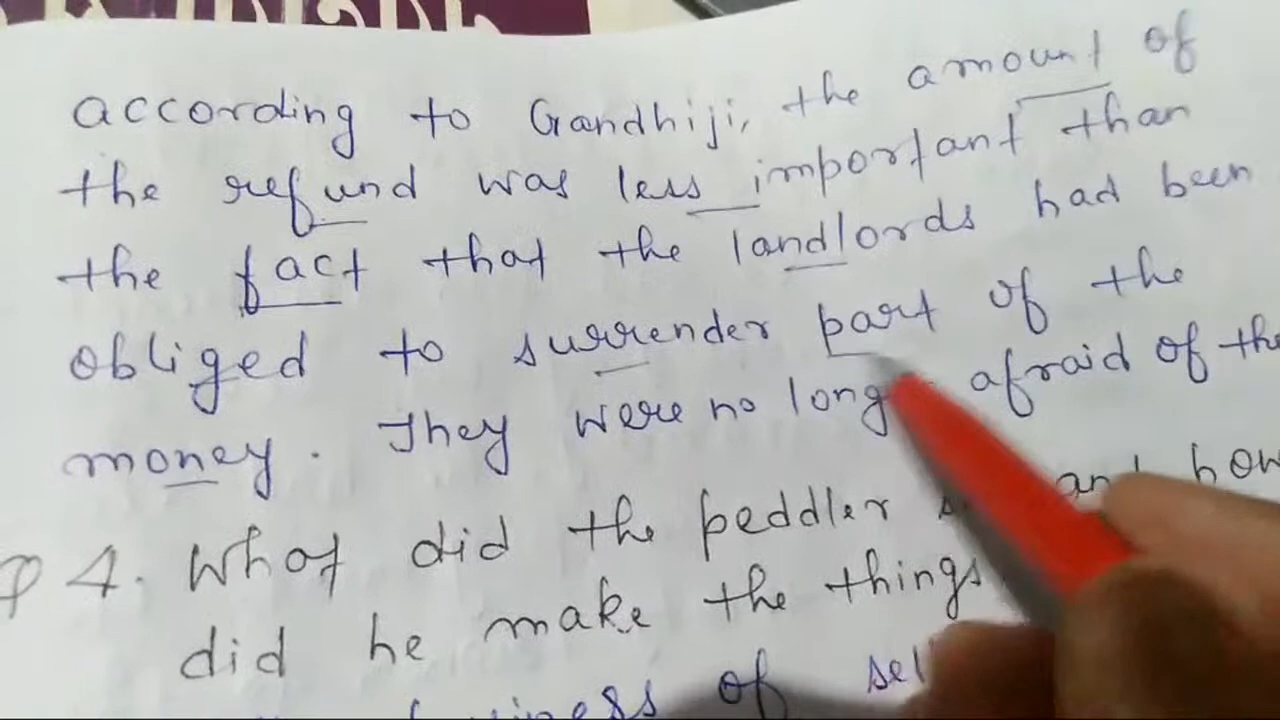 according to Gandhiji, the amount of
the refund was less important than
the fact that the landlords had been
obliged to surrender part of the
money. They were no long afraid of the
P 4. What did the peddler and how
did he make the things
of sel